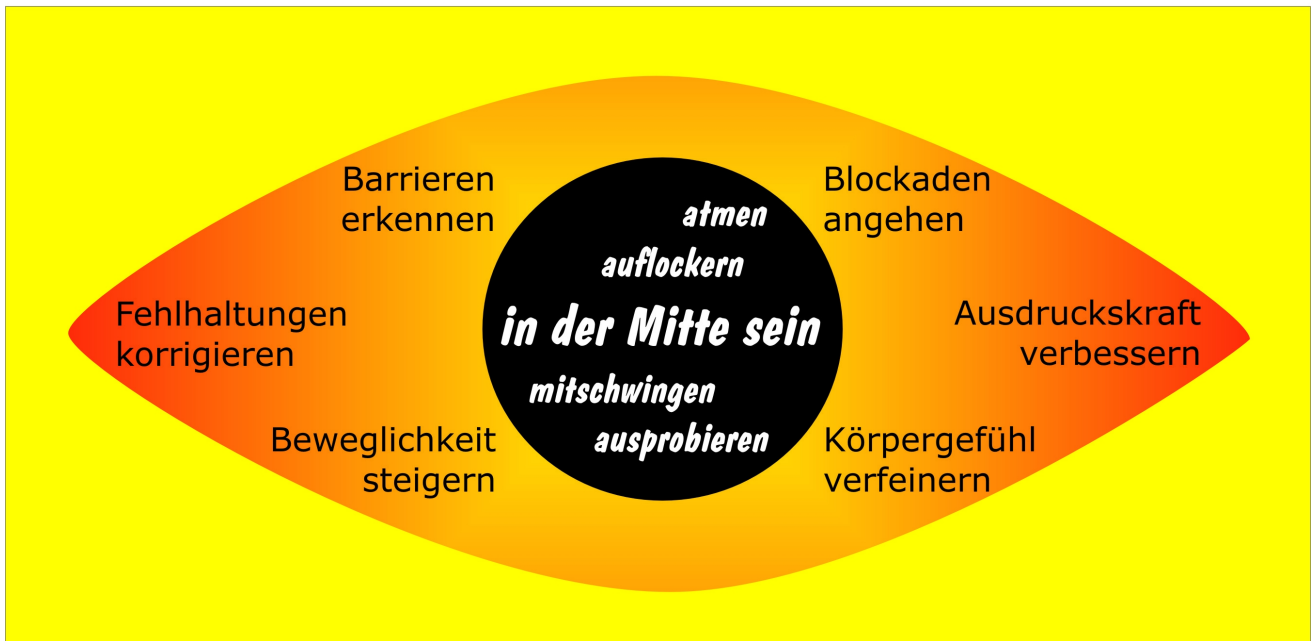 Barrieren
erkennen
Fehlhaltungen
korrigieren
Beweglichkeit
steigern
atmen
auflockern
in der Mitte sein
mitschwingen
ausprobieren
Blockaden
angehen
Ausdruckskraft
verbessern
Körpergefühl
verfeinern